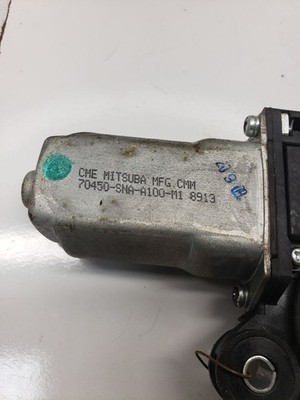 CME MITSUBA MFG.CMM
70450-SNA-A100-M1 8913